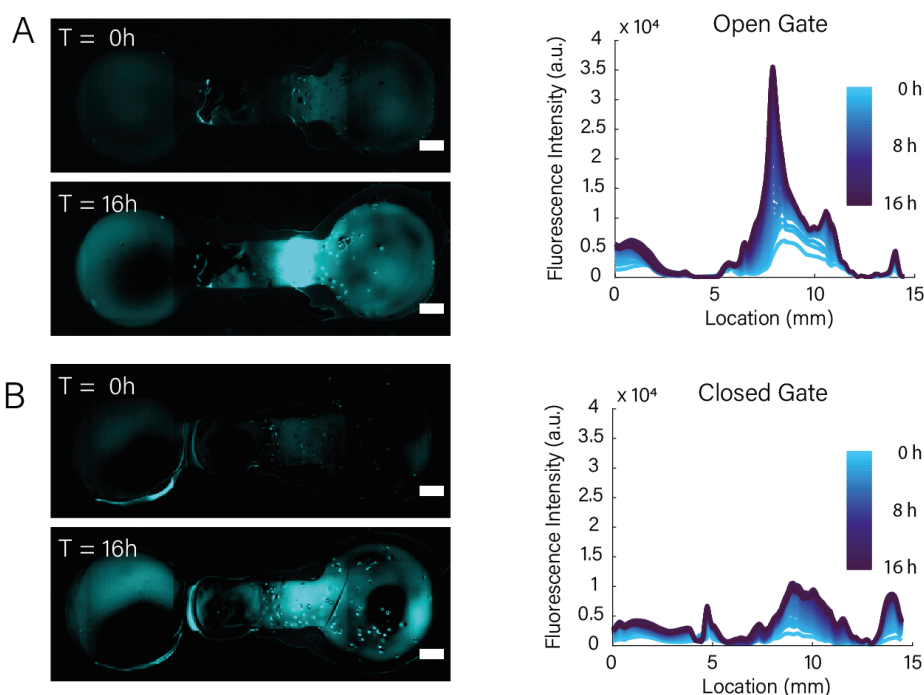 A
T = 0h
T = 16h
x 10⁴
Open Gate
Fluorescence Intensity (a.u.)
4
3.5
3
2.5
2
1.5
1
0.5
0
0 5 10 15
Location (mm)
0 h
8 h
16 h
B
T = 0h
T = 16h
x 10⁴
Closed Gate
Fluorescence Intensity (a.u.)
4
3.5
3
2.5
2
1.5
1
0.5
0
0 5 10 15
Location (mm)
0 h
8 h
16 h